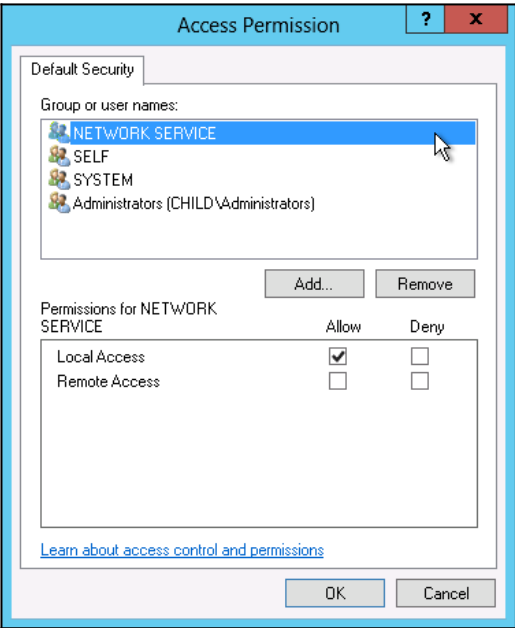 Access Permission
?
x
Default Security
Group or user names:
NETWORK SERVICE
SELF
SYSTEM
Administrators (CHILD\Administrators)
Add...
Remove
Permissions for NETWORK
SERVICE
Allow
Deny
Local Access
Remote Access
Learn about access control and permissions
OK
Cancel